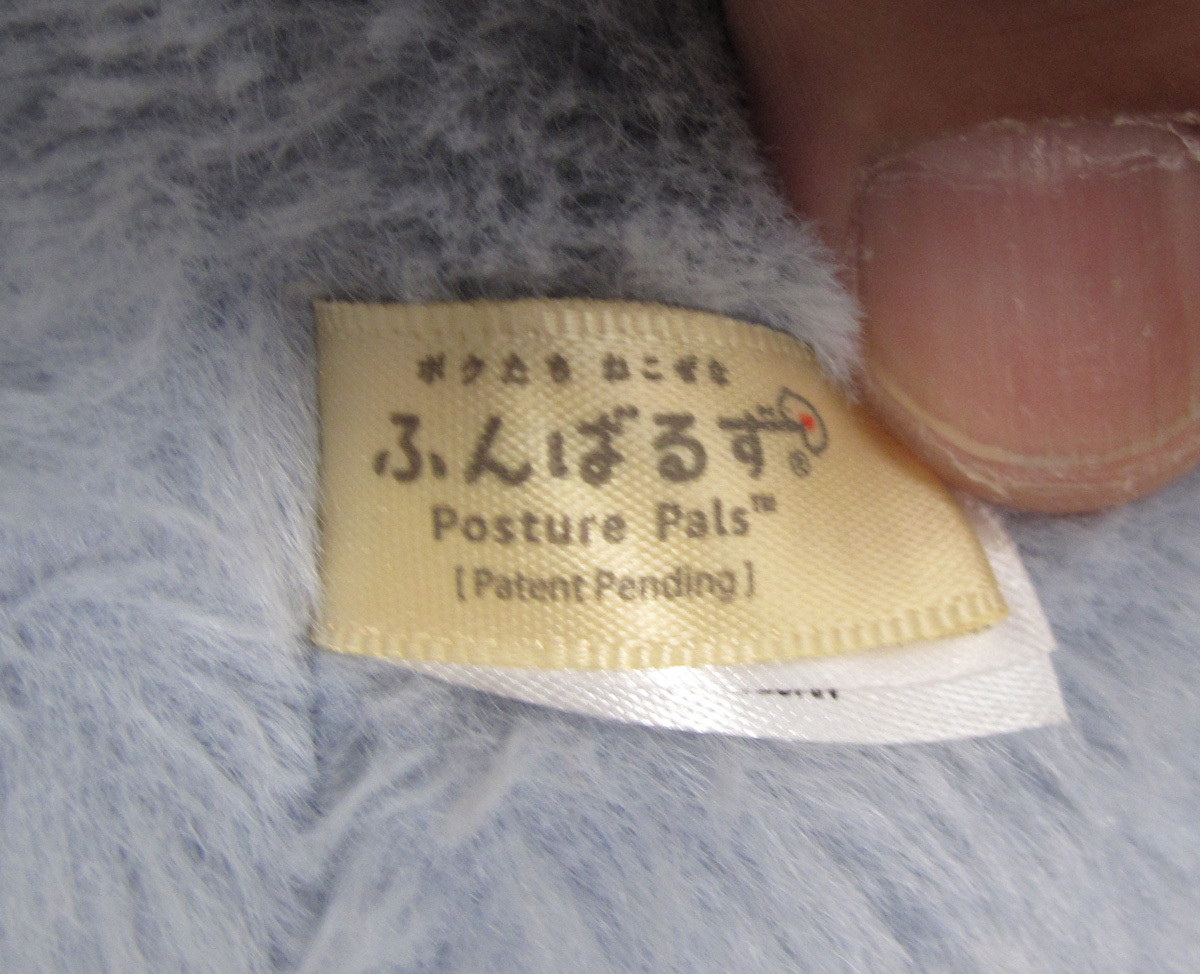 ボクたち ねこぜな
ふんばるず®
Posture Pals™
[Patent Pending]